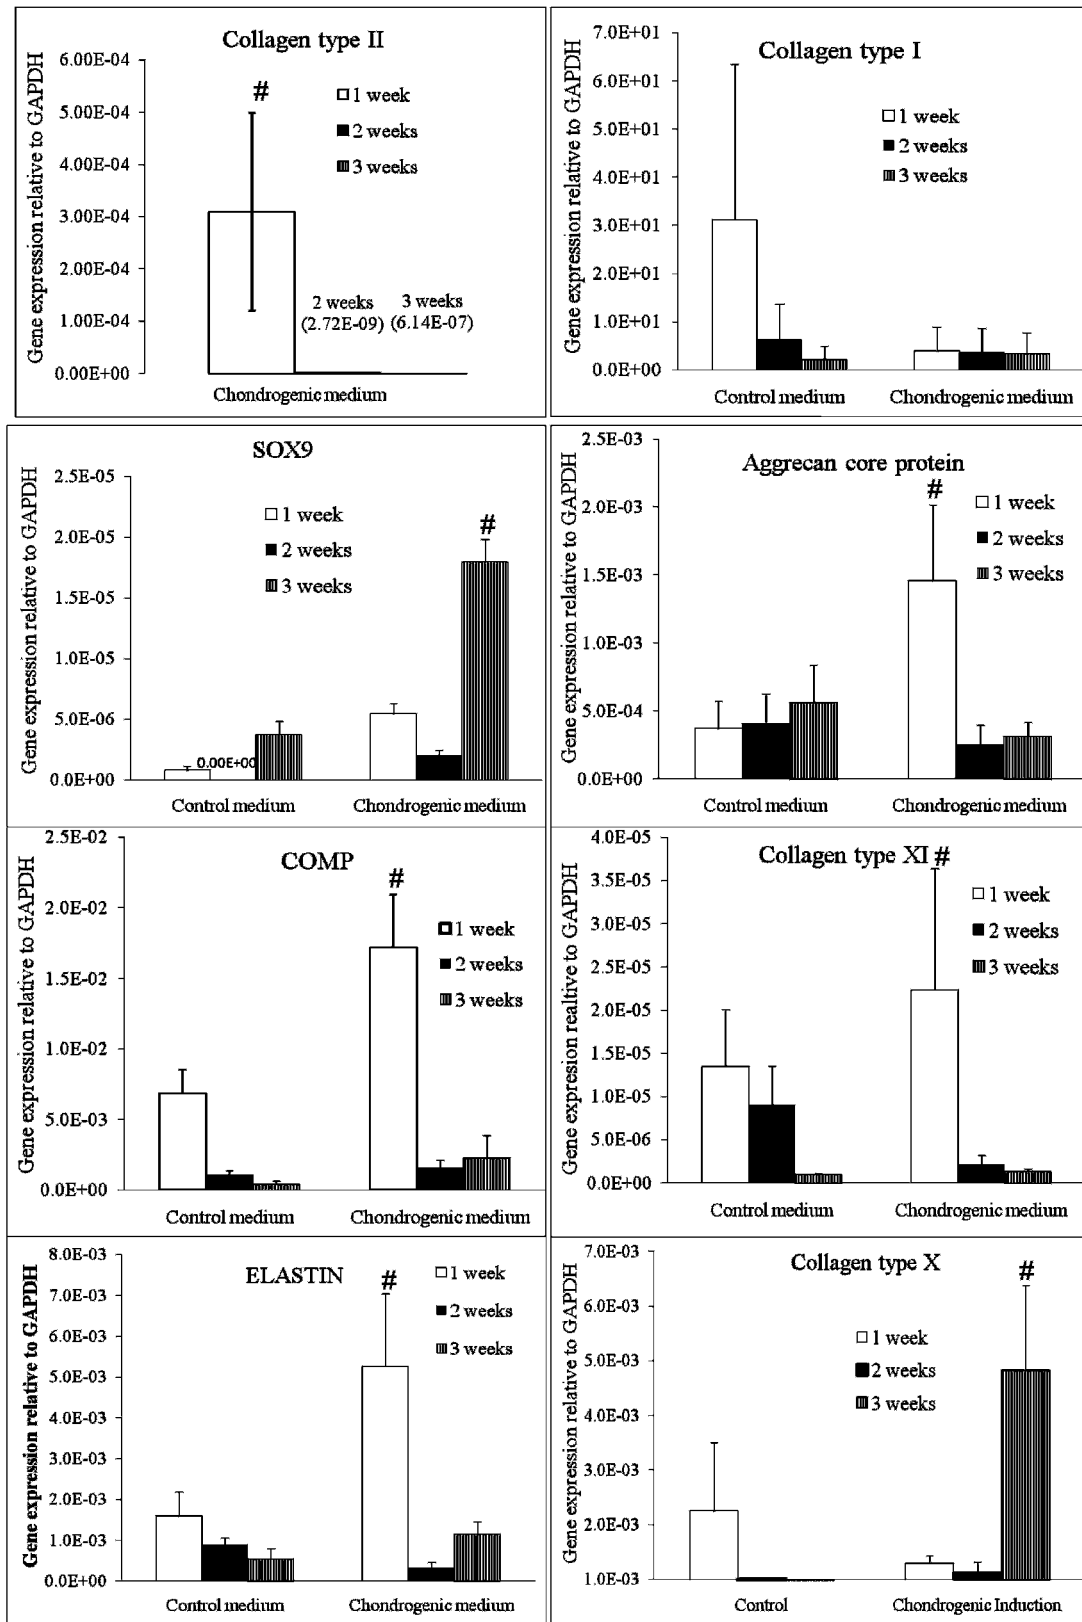 Collagen type II
Gene expression relative to GAPDH
6.00E-04
5.00E-04
4.00E-04
3.00E-04
2.00E-04
1.00E-04
0.00E+00
#
1 week
2 weeks
3 weeks
2 weeks
(2.72E-09)
3 weeks
(6.14E-07)
Chondrogenic medium
Collagen type I
Gene expression relative to GAPDH
7.0E+01
6.0E+01
5.0E+01
4.0E+01
3.0E+01
2.0E+01
1.0E+01
0.0E+00
1 week
2 weeks
3 weeks
Control medium
Chondrogenic medium
SOX9
Gene expression relative to GAPDH
2.5E-05
2.0E-05
1.5E-05
1.0E-05
5.0E-06
0.0E+00
1 week
2 weeks
3 weeks
#
0.00E+00
Control medium
Chondrogenic medium
Aggrecan core protein
Gene expression relative to GAPDH
2.5E-03
2.0E-03
1.5E-03
1.0E-03
5.0E-04
0.0E+00
#
1 week
2 weeks
3 weeks
Control medium
Chondrogenic medium
COMP
Gene expression relative to GAPDH
2.5E-02
2.0E-02
1.5E-02
1.0E-02
5.0E-03
0.0E+00
#
1 week
2 weeks
3 weeks
Control medium
Chondrogenic medium
Collagen type XI
Gene expression realtive to GAPDH
4.0E-05
3.5E-05
3.0E-05
2.5E-05
2.0E-05
1.5E-05
1.0E-05
5.0E-06
0.0E+00
#
1 week
2 weeks
3 weeks
Control medium
Chondrogenic medium
ELASTIN
Gene expression relative to GAPDH
8.0E-03
7.0E-03
6.0E-03
5.0E-03
4.0E-03
3.0E-03
2.0E-03
1.0E-03
0.0E+00
#
1 week
2 weeks
3 weeks
Control medium
Chondrogenic medium
Collagen type X
Gene expression relative to GAPDH
7.0E-03
6.0E-03
5.0E-03
4.0E-03
3.0E-03
2.0E-03
1.0E-03
#
1 week
2 weeks
3 weeks
Control
Chondrogenic Induction